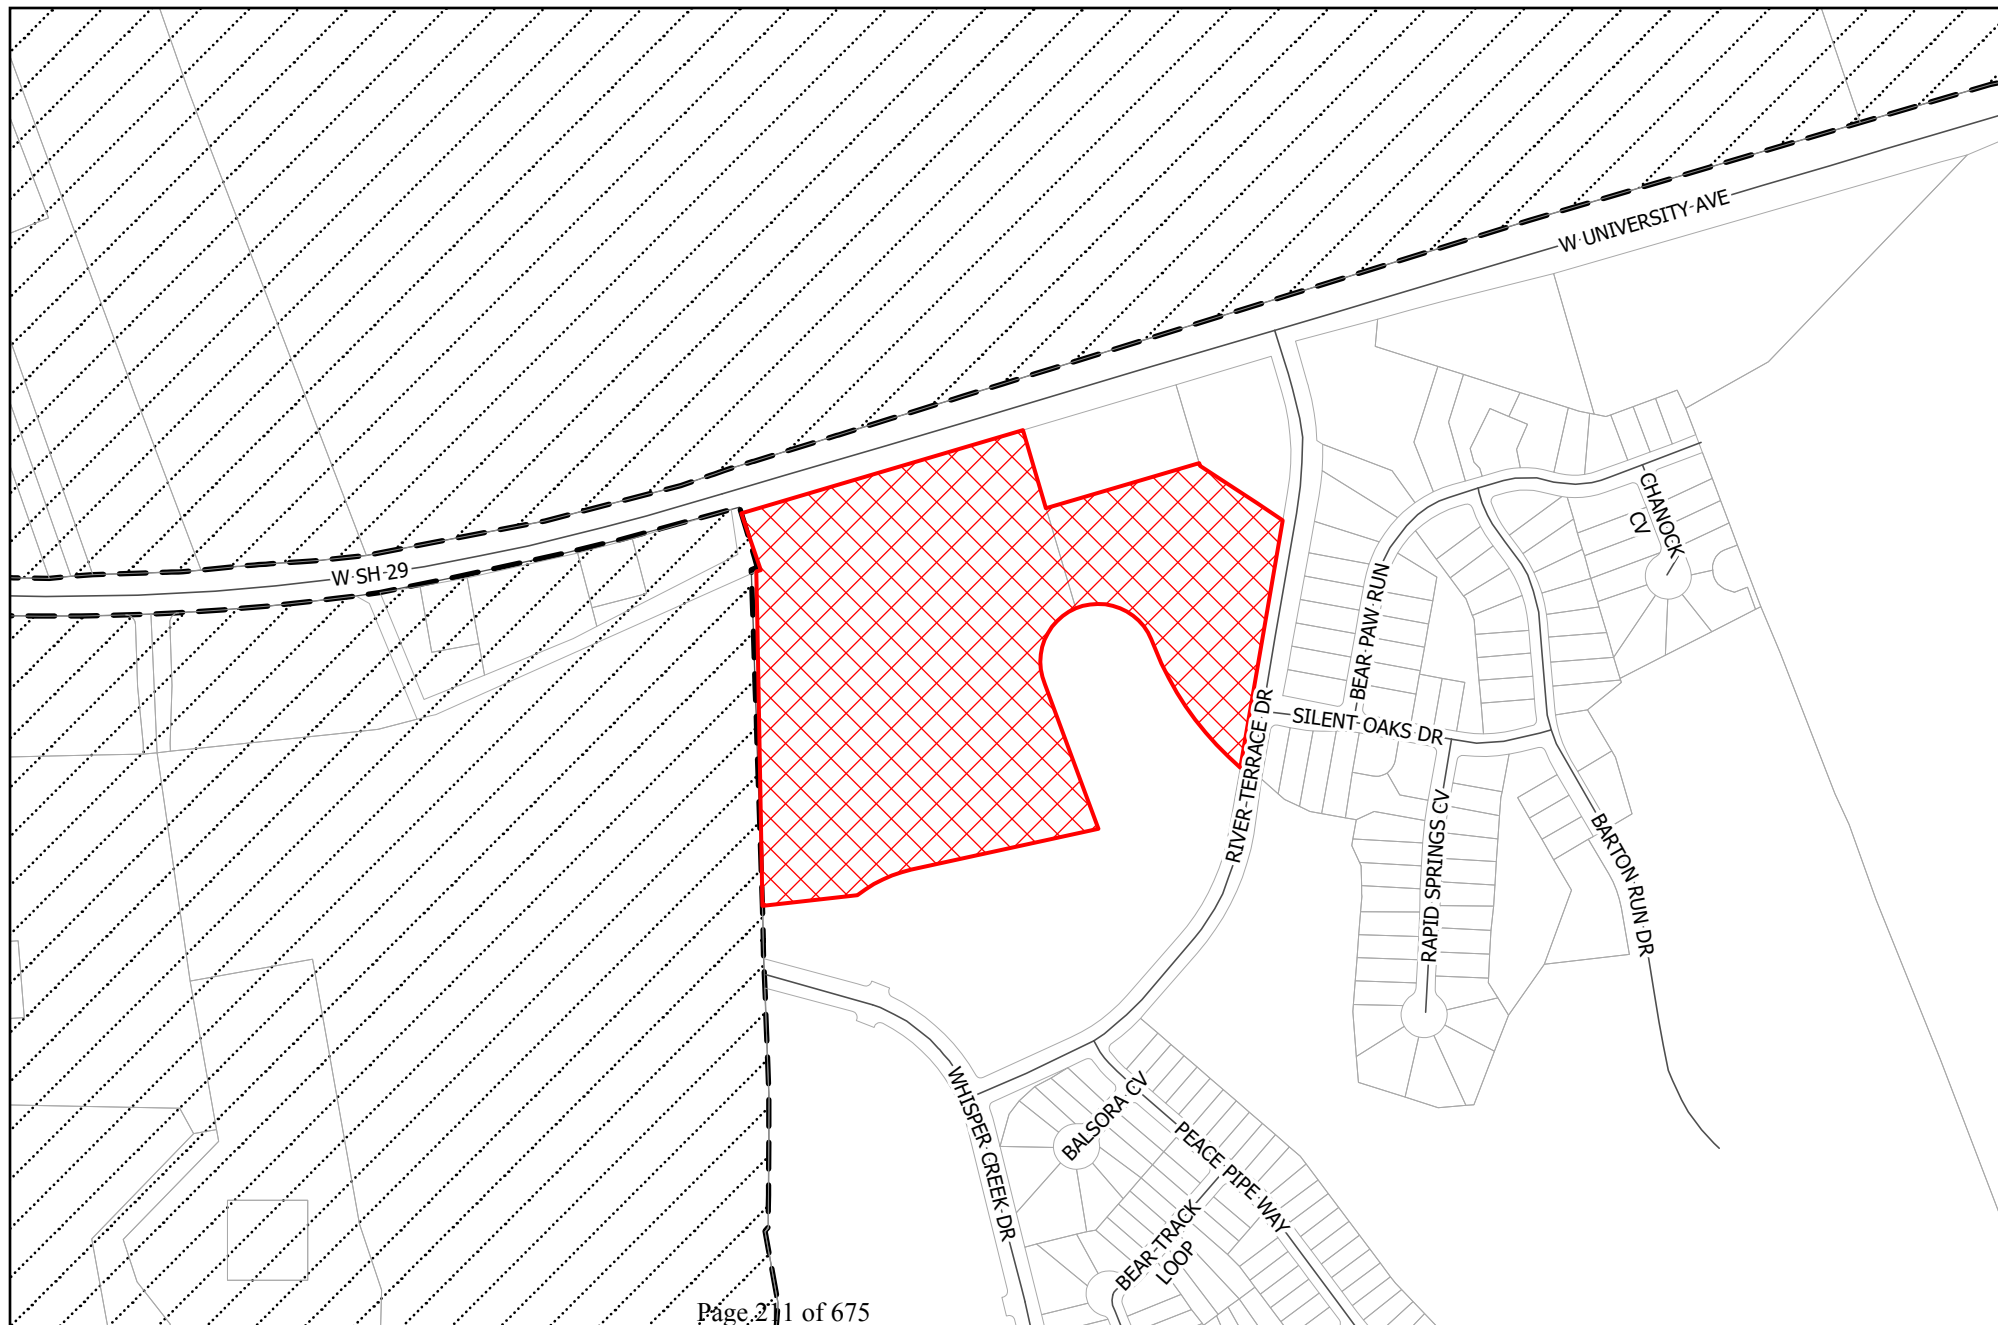 W UNIVERSITY AVE
W SH 29
CHANOCK
CV
BEAR PAW RUN
SILENT OAKS DR
RIVER TERRACE DR
RAPID SPRINGS CV
BARTON RUN DR
WHISPER CREEK DR
BALSORA CV
PEACE PIPE WAY
BEAR TRACK
LOOP
Page 211 of 675